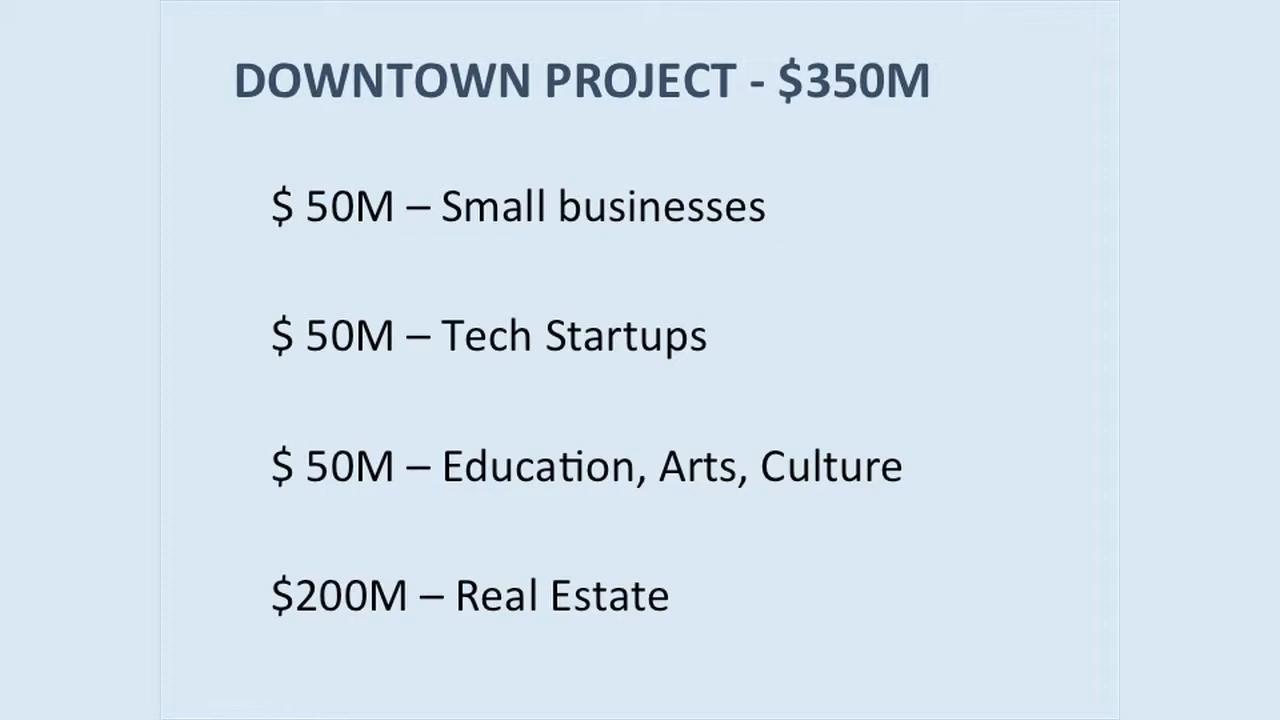 DOWNTOWN PROJECT - $350M
$ 50M – Small businesses
$ 50M – Tech Startups
$ 50M – Education, Arts, Culture
$200M – Real Estate